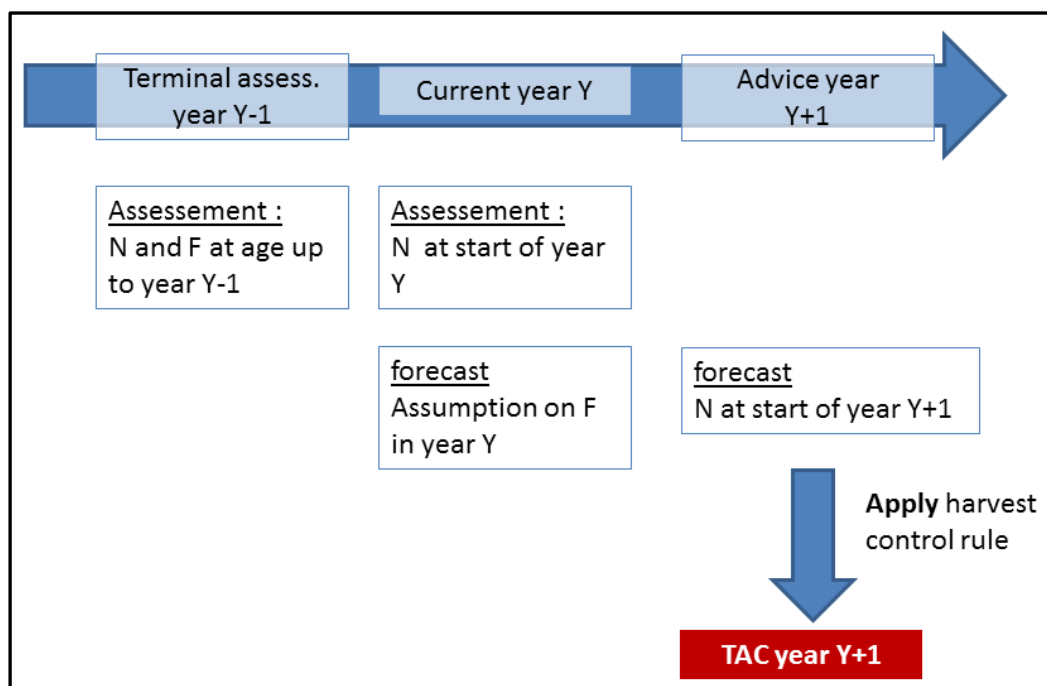 Terminal assess.
year Y-1
Current year Y
Advice year
Y+1
Assessement :
N and F at age up
to year Y-1
Assessement :
N at start of year
Y
forecast
Assumption on F
in year Y
forecast
N at start of year Y+1
Apply harvest
control rule
TAC year Y+1